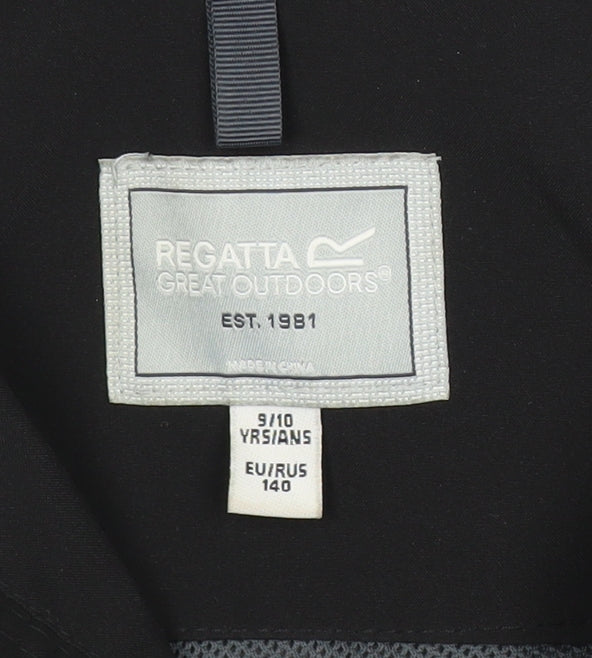 REGATTA R
GREAT OUTDOORS
EST. 1981
MADE IN CHINA
9/10
YRS/ANS
EU/RUS
140